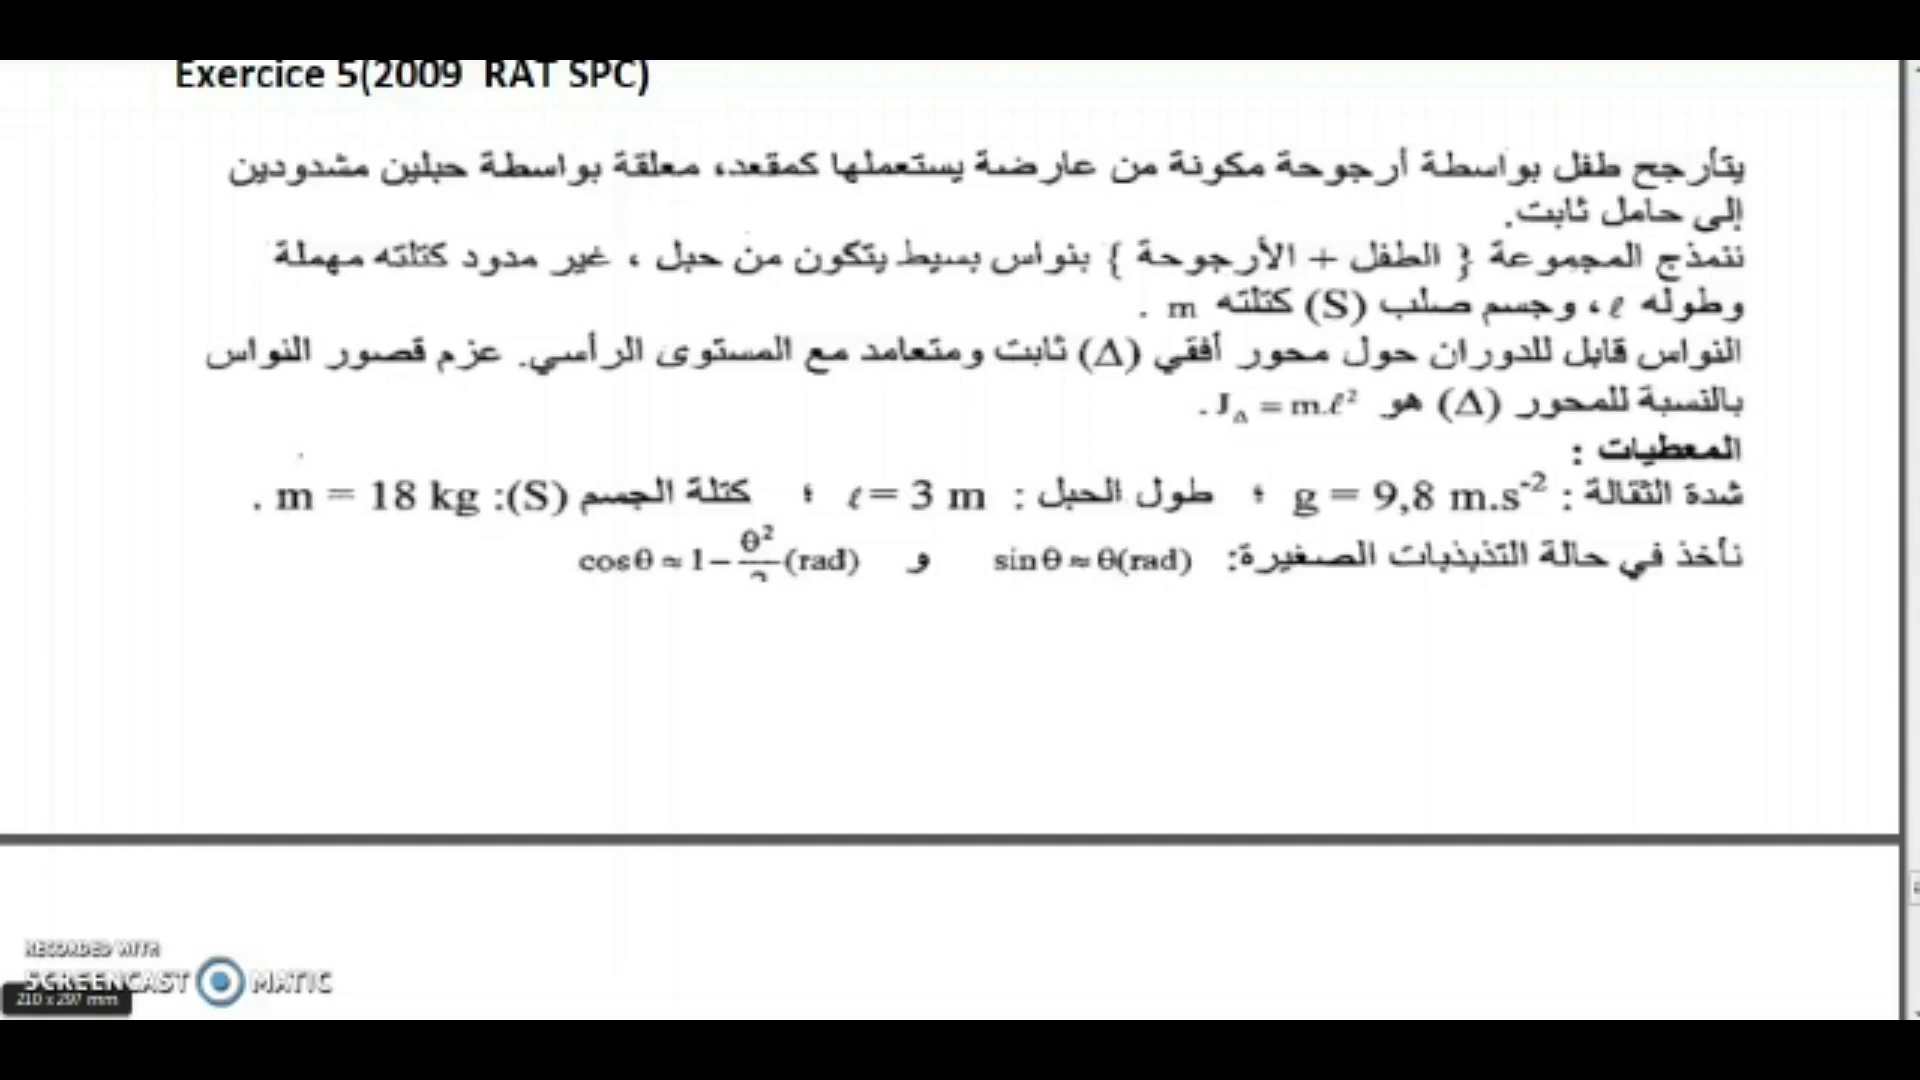 Exercice 5(2009 RAT SPC)
يتأرجح طفل بواسطة أرجوحة مكونة من عارضة يستعملها كمقعد، معلقة بواسطة حبلين مشدودين
إلى حامل ثابت.
ننمذج المجموعة { الطفل + الأرجوحة } بنواس بسيط يتكون من حبل ، غير مدود كتلته مهملة
وطوله ℓ، وجسم صلب (S) كتلته m .
النواس قابل للدوران حول محور أفقي (Δ) ثابت ومتعامد مع المستوى الرأسي. عزم قصور النواس
بالنسبة للمحور (Δ) هو J_Δ = m.ℓ² .
المعطيات :
شدة الثقالة : g = 9,8 m.s⁻² ؛ طول الحبل : ℓ = 3 m ؛ كتلة الجسم (S): m = 18 kg .
نأخذ في حالة التذبذبات الصغيرة: sinθ ≈ θ(rad) و cosθ ≈ 1 − θ²/2 (rad)
RECORDED WITH
SCREENCAST MATIC
210 x 297 mm